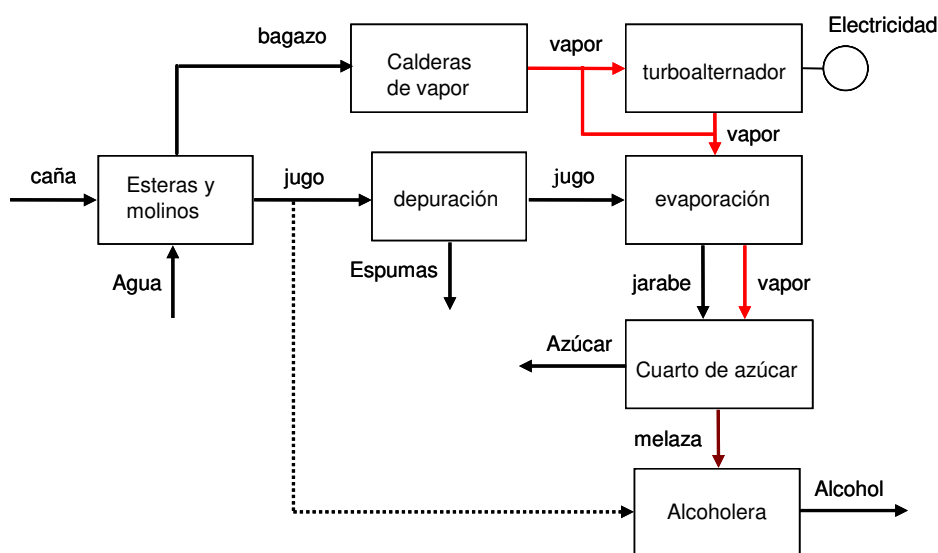 Electricidad
bagazo
vapor
Calderas
de vapor
turboalternador
vapor
caña
Esteras y
molinos
jugo
depuración
jugo
evaporación
Agua
Espumas
jarabe
vapor
Azúcar
Cuarto de azúcar
melaza
Alcoholera
Alcohol